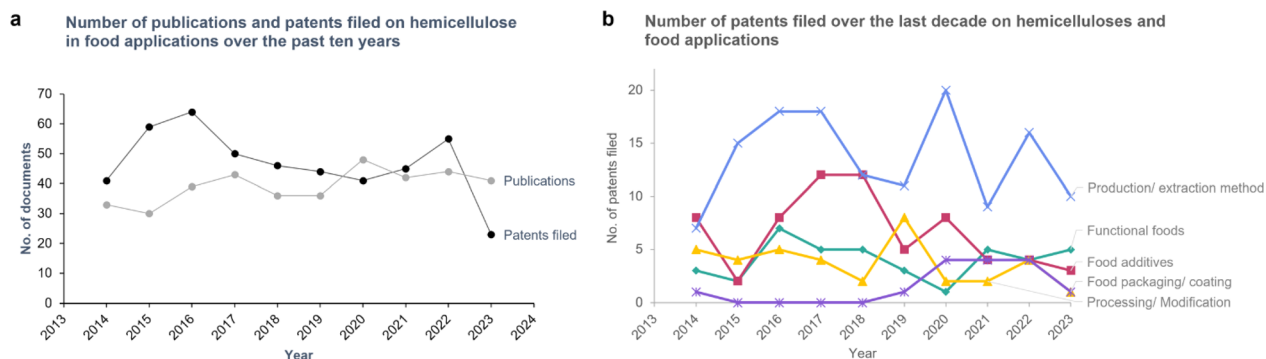 a
Number of publications and patents filed on hemicellulose
in food applications over the past ten years
No. of documents
70
60
50
40
30
20
10
0
Publications
Patents filed
2013
2014
2015
2016
2017
2018
2019
2020
2021
2022
2023
2024
Year
b
Number of patents filed over the last decade on hemicelluloses and
food applications
No. of patents filed
20
15
10
5
0
Production/ extraction method
Functional foods
Food additives
Food packaging/ coating
Processing/ Modification
2013
2014
2015
2016
2017
2018
2019
2020
2021
2022
2023
Year